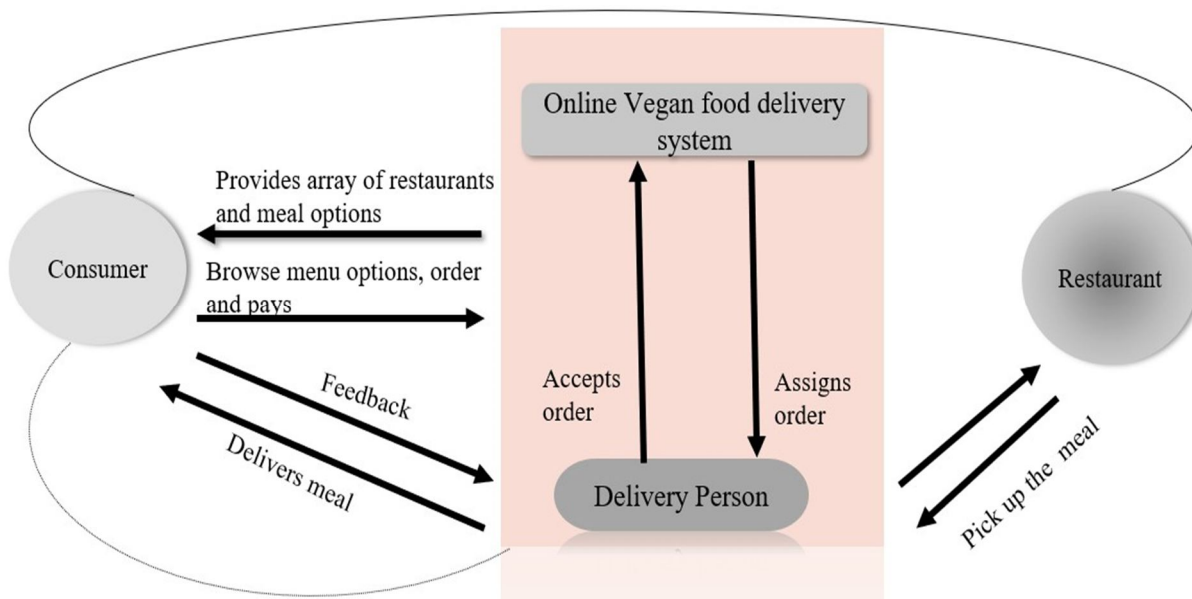 Online Vegan food delivery
system
Provides array of restaurants
and meal options
Consumer
Browse menu options, order
and pays
Restaurant
Feedback
Delivers meal
Accepts
order
Assigns
order
Delivery Person
Pick up the meal